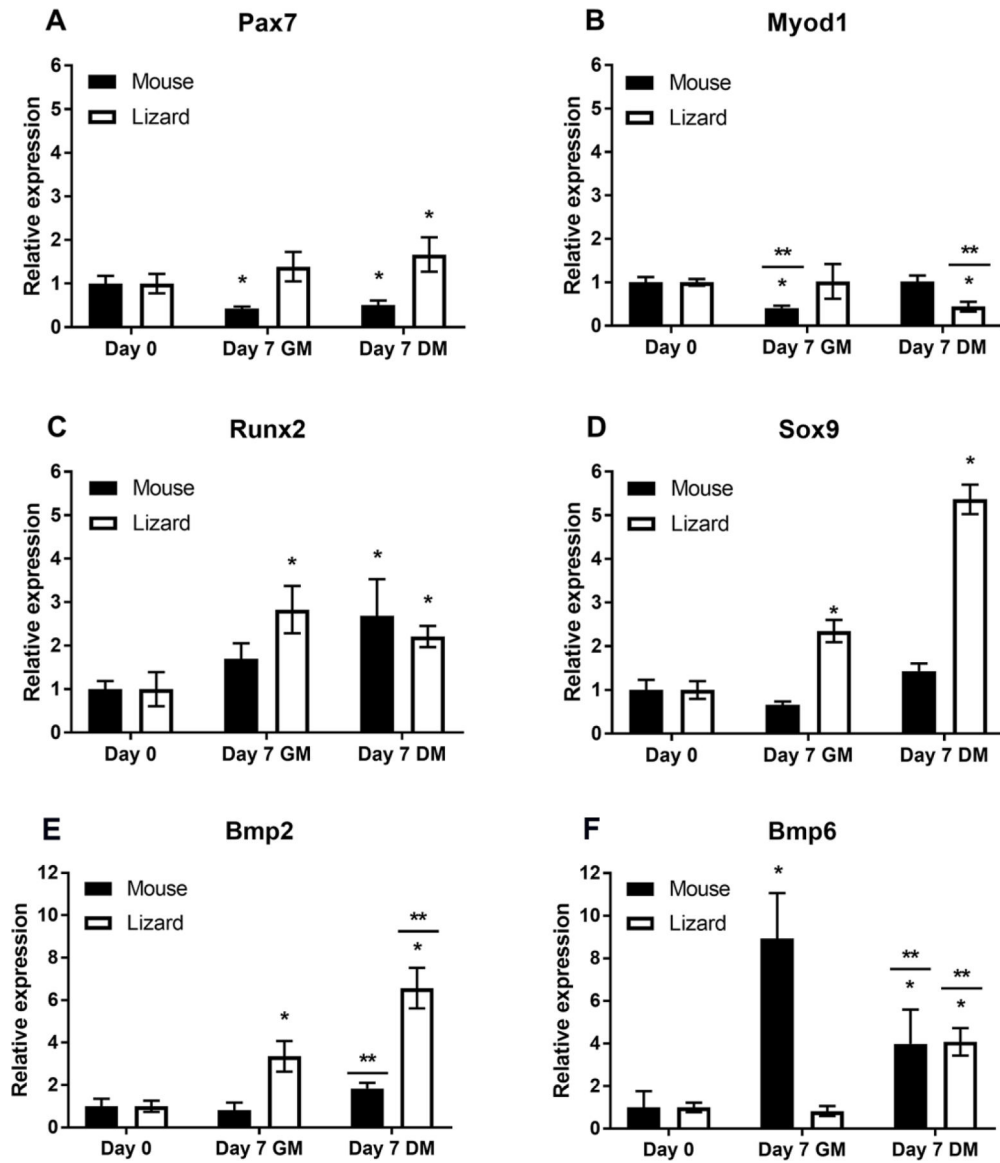 A Pax7
Relative expression
6
5
4
3
2
1
0
Mouse
Lizard
*
*
*
Day 0 Day 7 GM Day 7 DM
B Myod1
Relative expression
6
5
4
3
2
1
0
Mouse
Lizard
** **
* *
Day 0 Day 7 GM Day 7 DM
C Runx2
Relative expression
6
5
4
3
2
1
0
Mouse
Lizard
* *
*
Day 0 Day 7 GM Day 7 DM
D Sox9
Relative expression
6
5
4
3
2
1
0
Mouse
Lizard
*
*
Day 0 Day 7 GM Day 7 DM
E Bmp2
Relative expression
12
10
8
6
4
2
0
Mouse
Lizard
**
*
*
**
Day 0 Day 7 GM Day 7 DM
F Bmp6
Relative expression
12
10
8
6
4
2
0
Mouse
Lizard
*
** **
* *
Day 0 Day 7 GM Day 7 DM